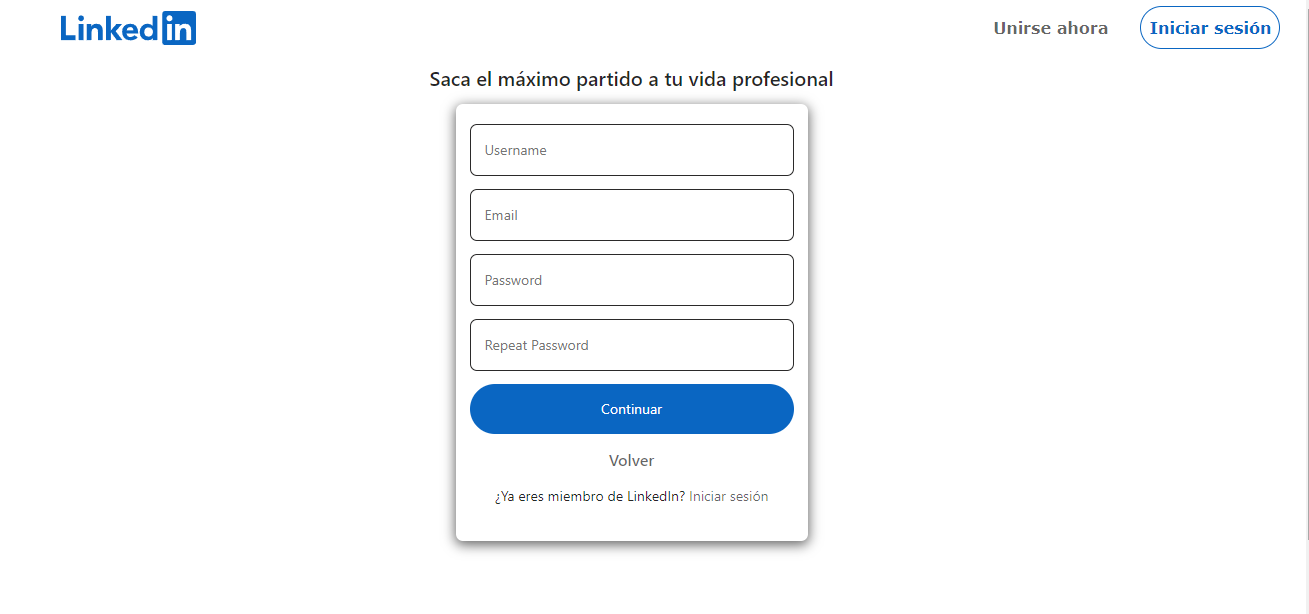 Linkedin
Unirse ahora
Iniciar sesión
Saca el máximo partido a tu vida profesional
Username
Email
Password
Repeat Password
Continuar
Volver
¿Ya eres miembro de LinkedIn? Iniciar sesión